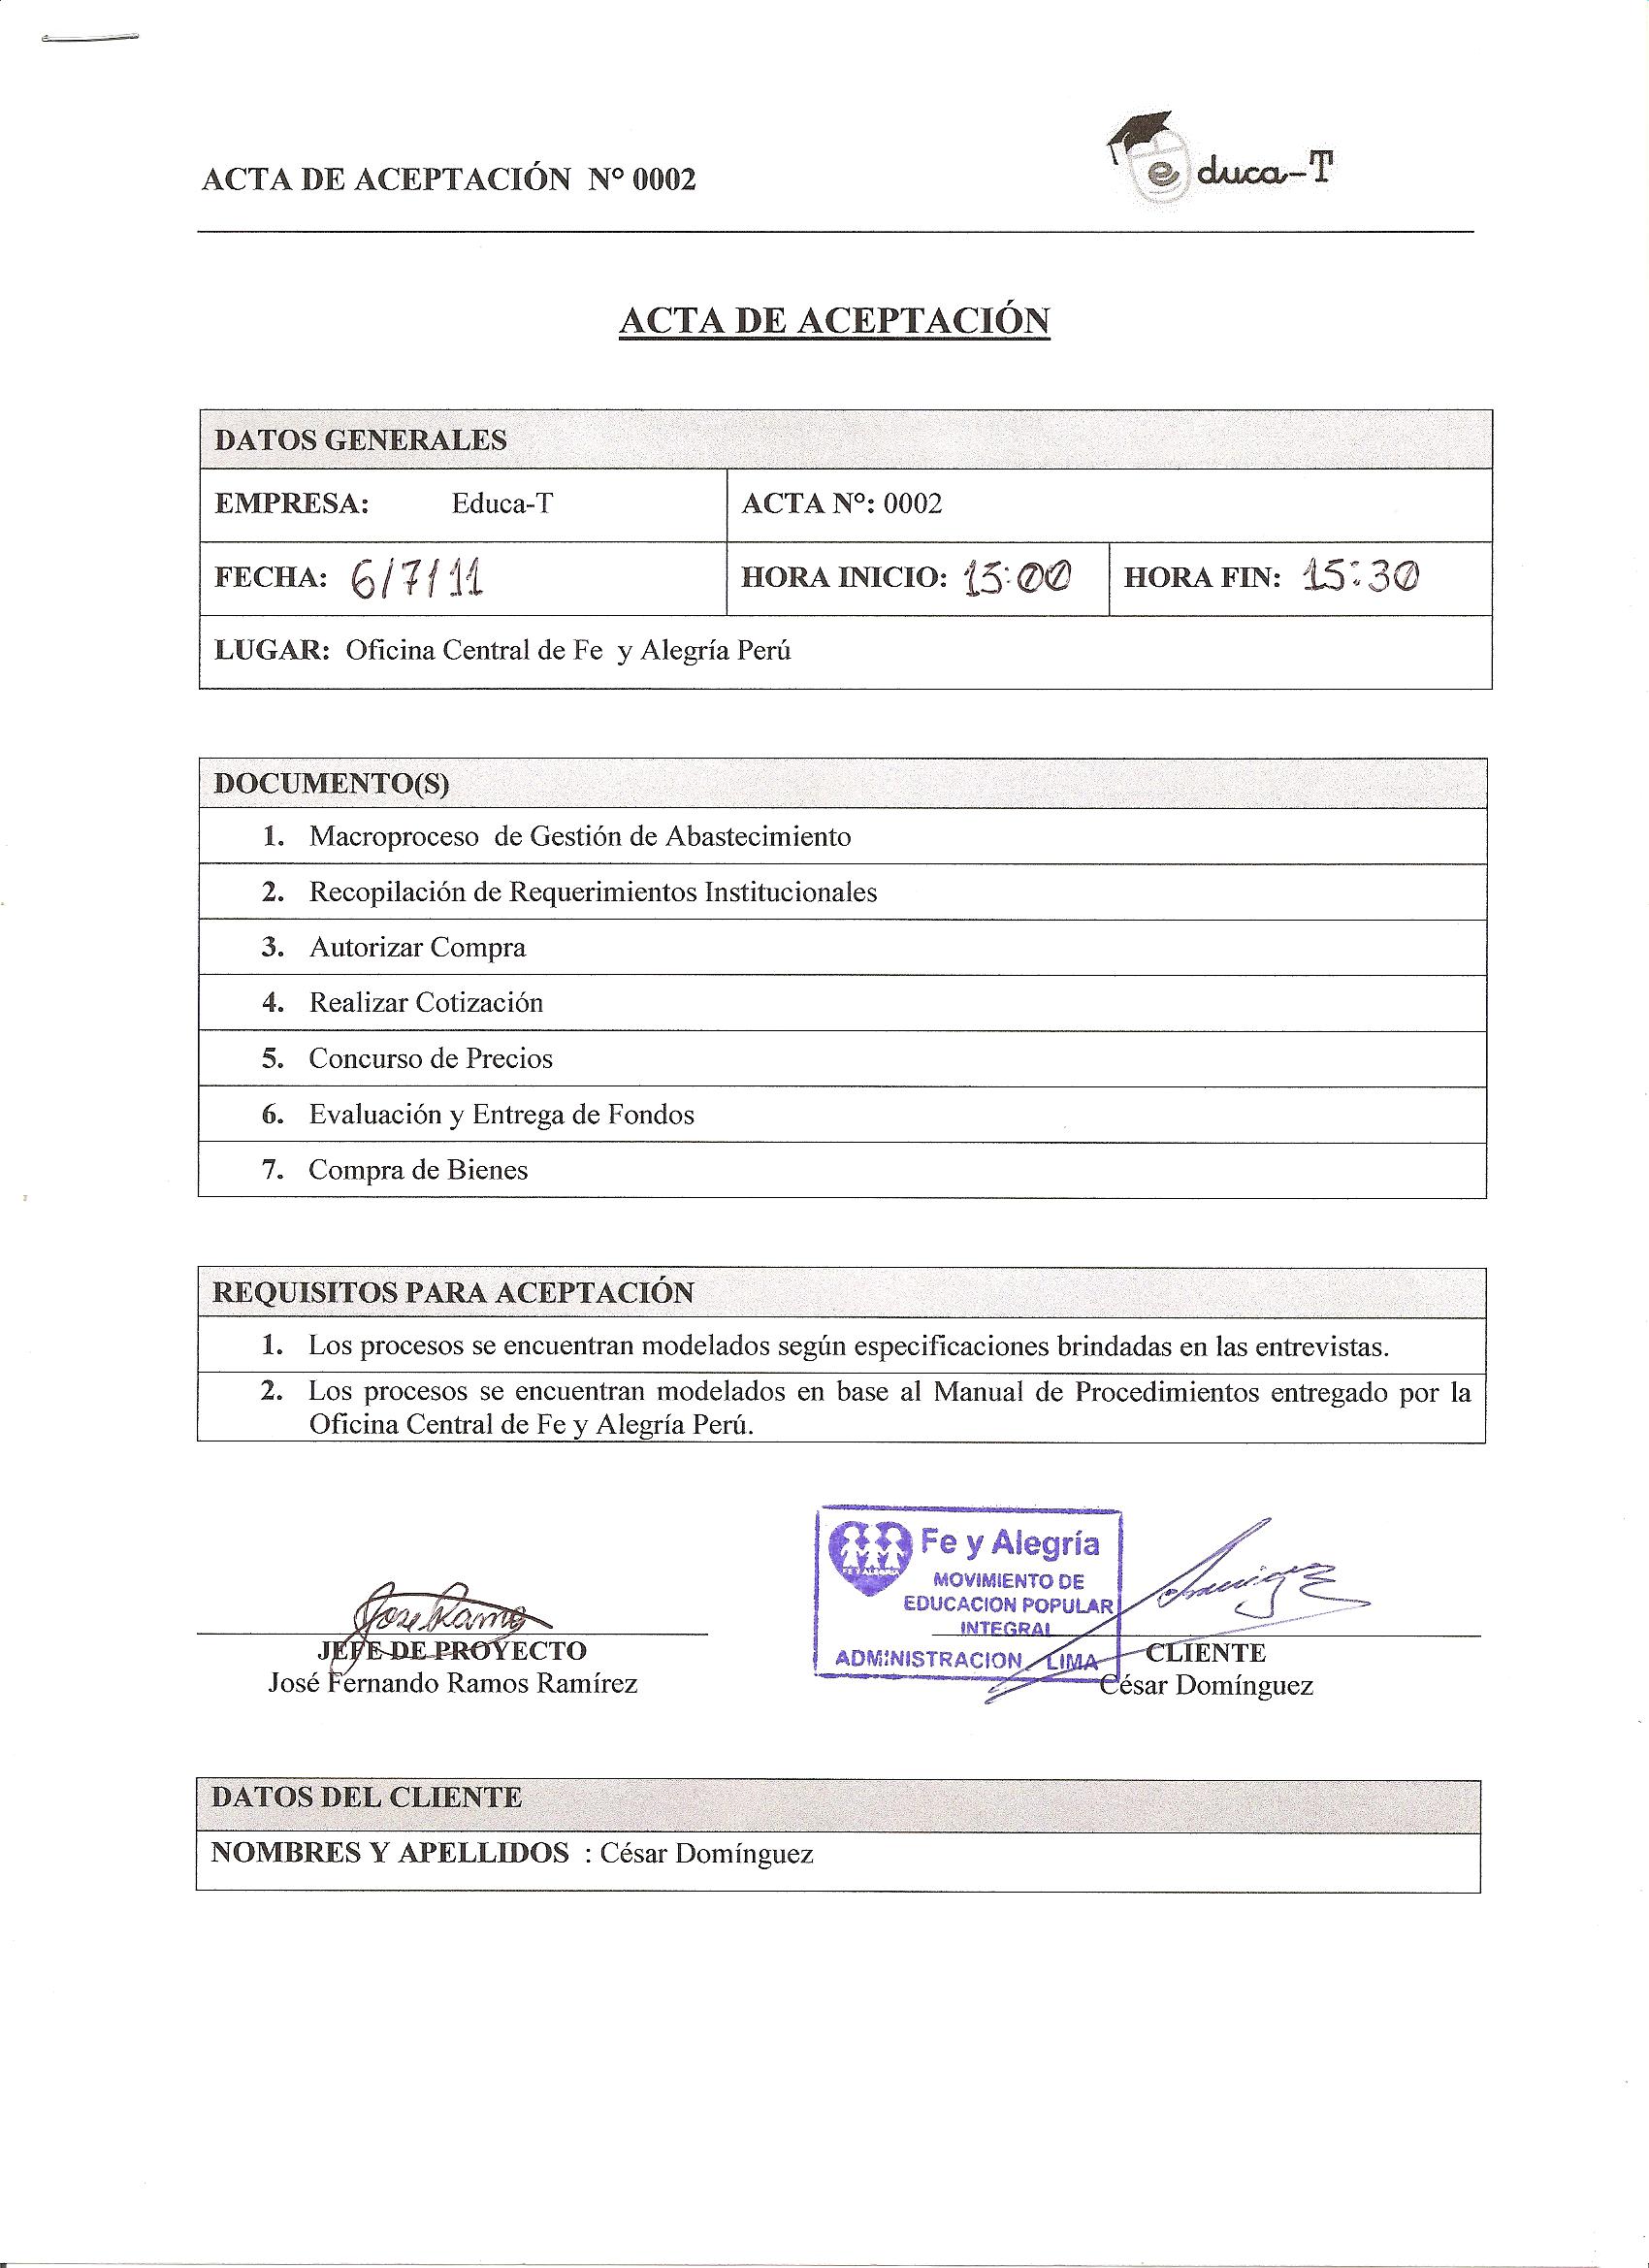 ACTA DE ACEPTACIÓN N° 0002
educa-T
ACTA DE ACEPTACIÓN
DATOS GENERALES
EMPRESA: Educa-T
ACTA N°: 0002
FECHA: 6/7/11
HORA INICIO: 15:00
HORA FIN: 15:30
LUGAR: Oficina Central de Fe y Alegría Perú
DOCUMENTO(S)
1. Macroproceso de Gestión de Abastecimiento
2. Recopilación de Requerimientos Institucionales
3. Autorizar Compra
4. Realizar Cotización
5. Concurso de Precios
6. Evaluación y Entrega de Fondos
7. Compra de Bienes
REQUISITOS PARA ACEPTACIÓN
1. Los procesos se encuentran modelados según especificaciones brindadas en las entrevistas.
2. Los procesos se encuentran modelados en base al Manual de Procedimientos entregado por la
Oficina Central de Fe y Alegría Perú.
Jose Ramos
JEFE DE PROYECTO
José Fernando Ramos Ramírez
Fe y Alegría
MOVIMIENTO DE
EDUCACION POPULAR
INTEGRAL
ADMINISTRACION LIMA
CLIENTE
César Domínguez
DATOS DEL CLIENTE
NOMBRES Y APELLIDOS : César Domínguez